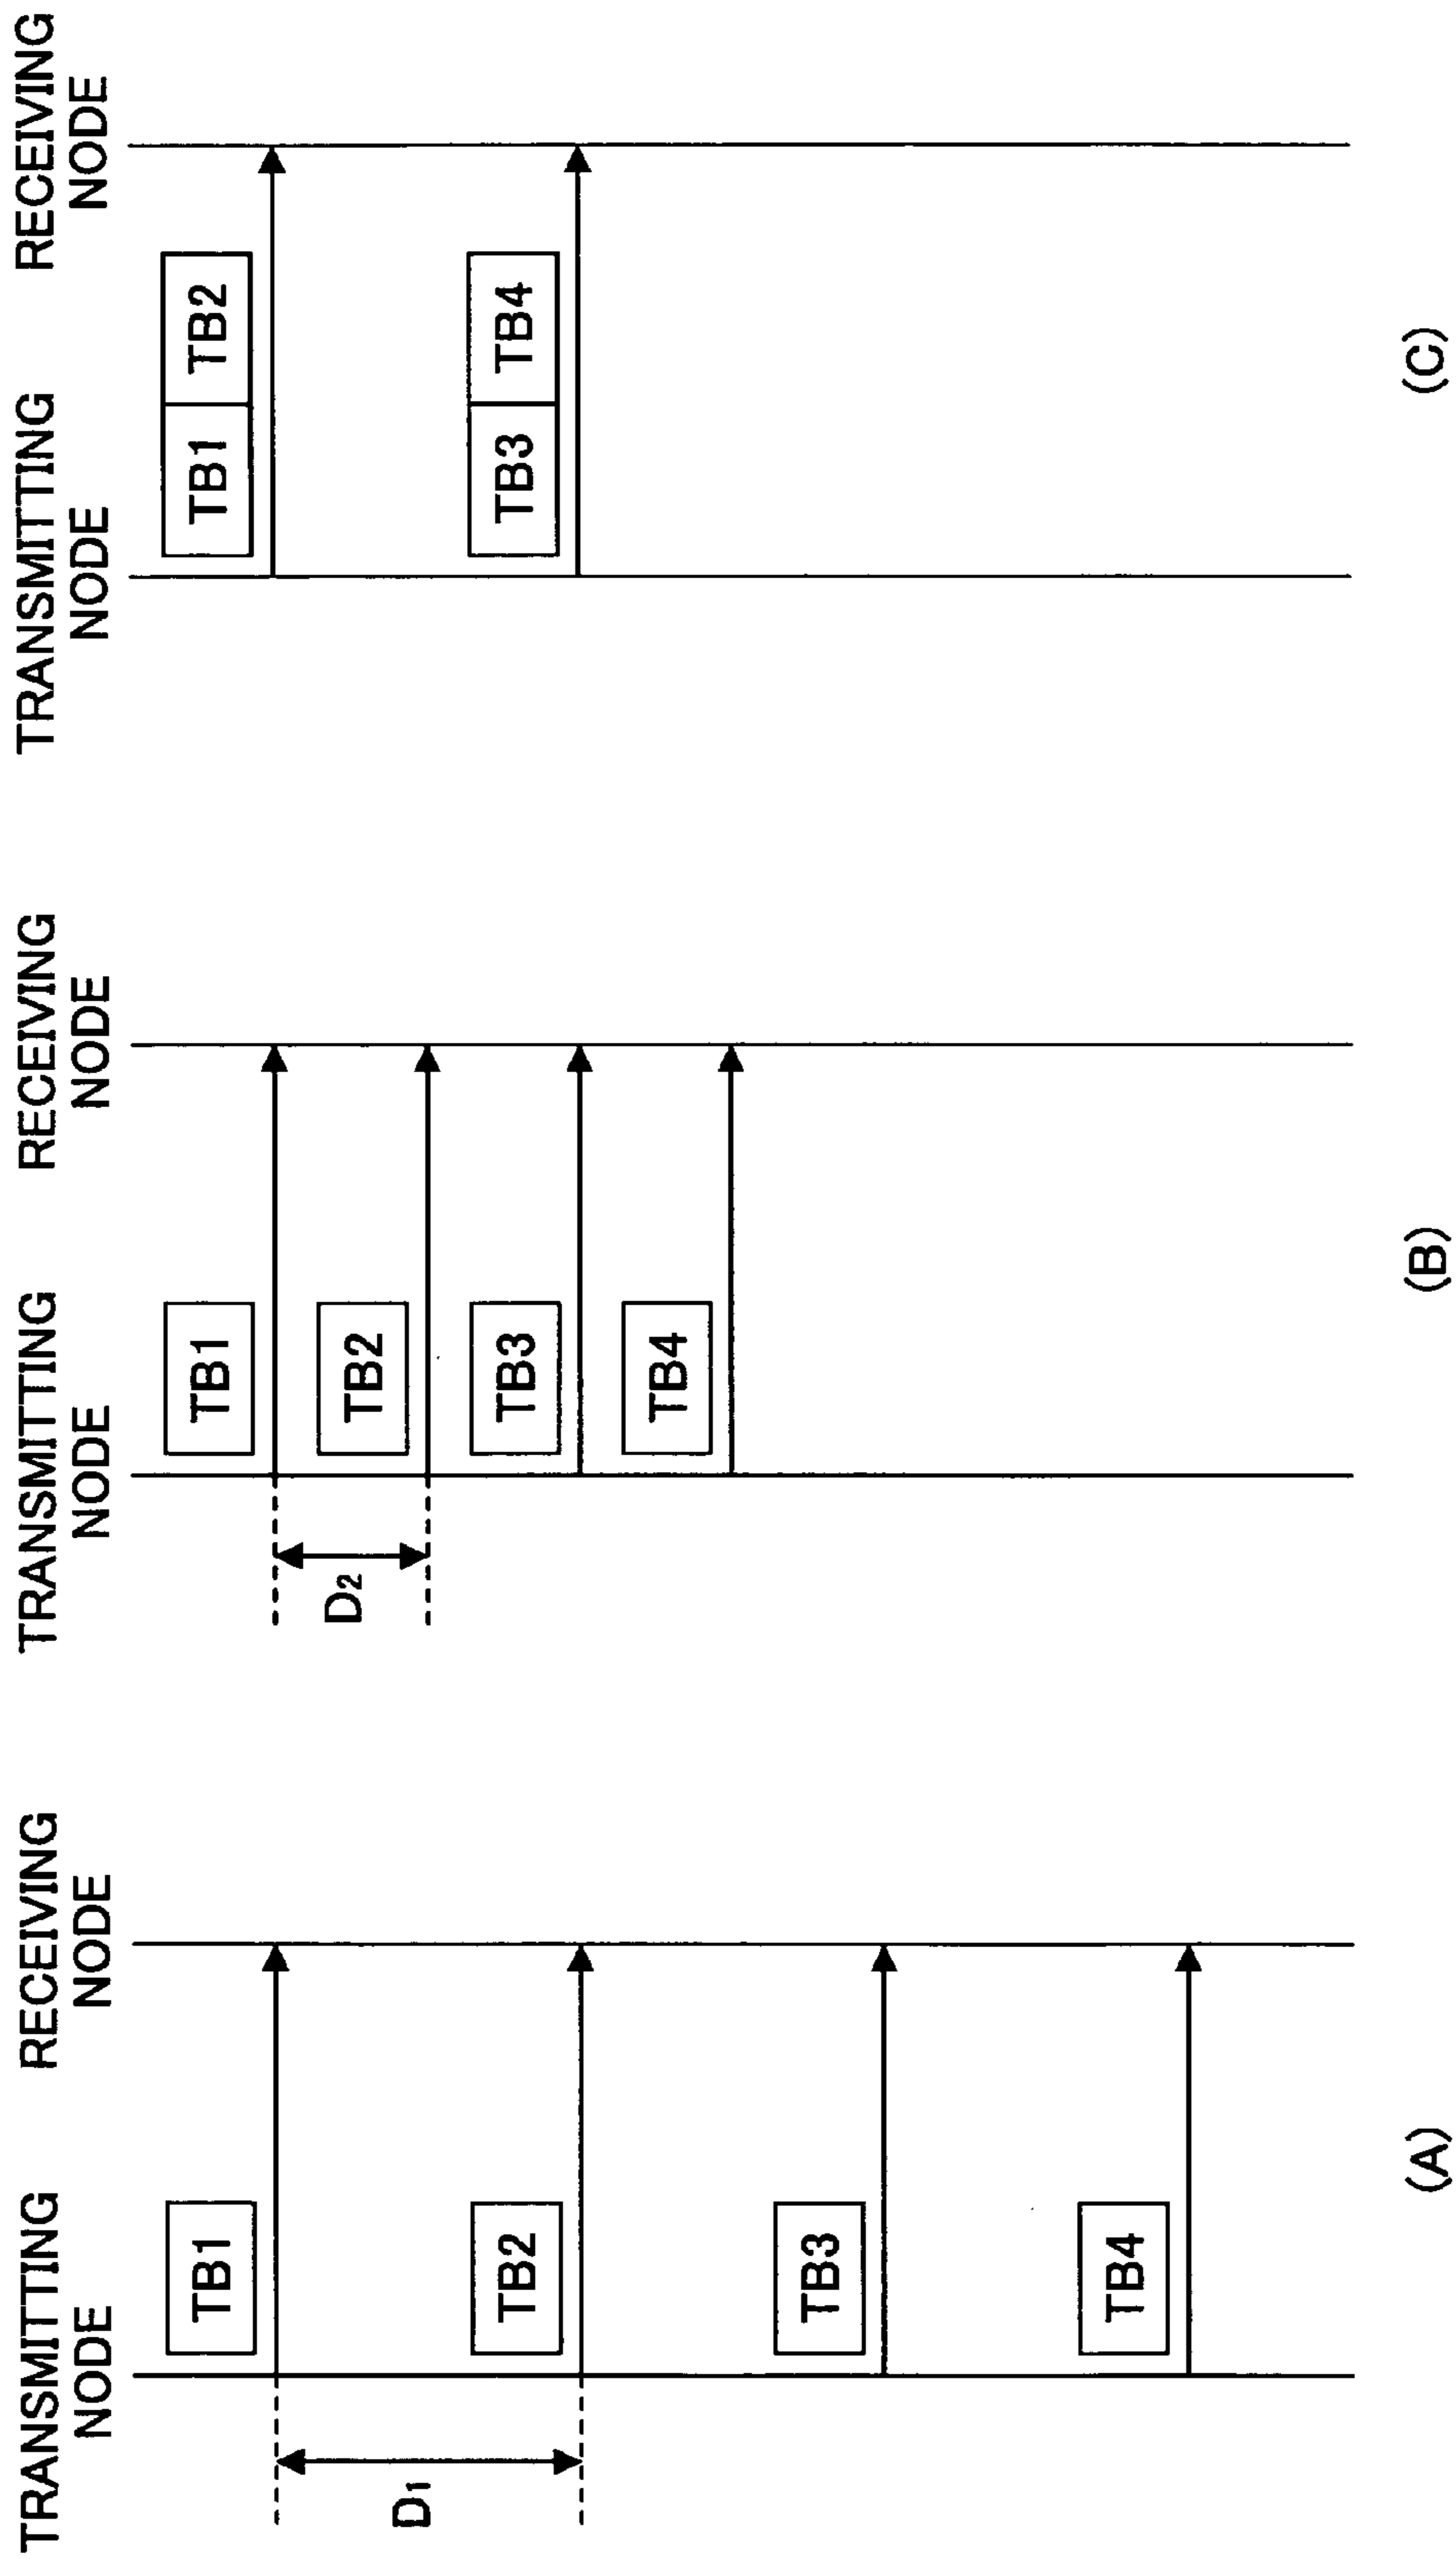 TRANSMITTING NODE
RECEIVING NODE
TB1
D1
TB2
TB3
TB4
(A)
TRANSMITTING NODE
RECEIVING NODE
TB1
D2
TB2
TB3
TB4
(B)
TRANSMITTING NODE
RECEIVING NODE
TB1 TB2
TB3 TB4
(C)